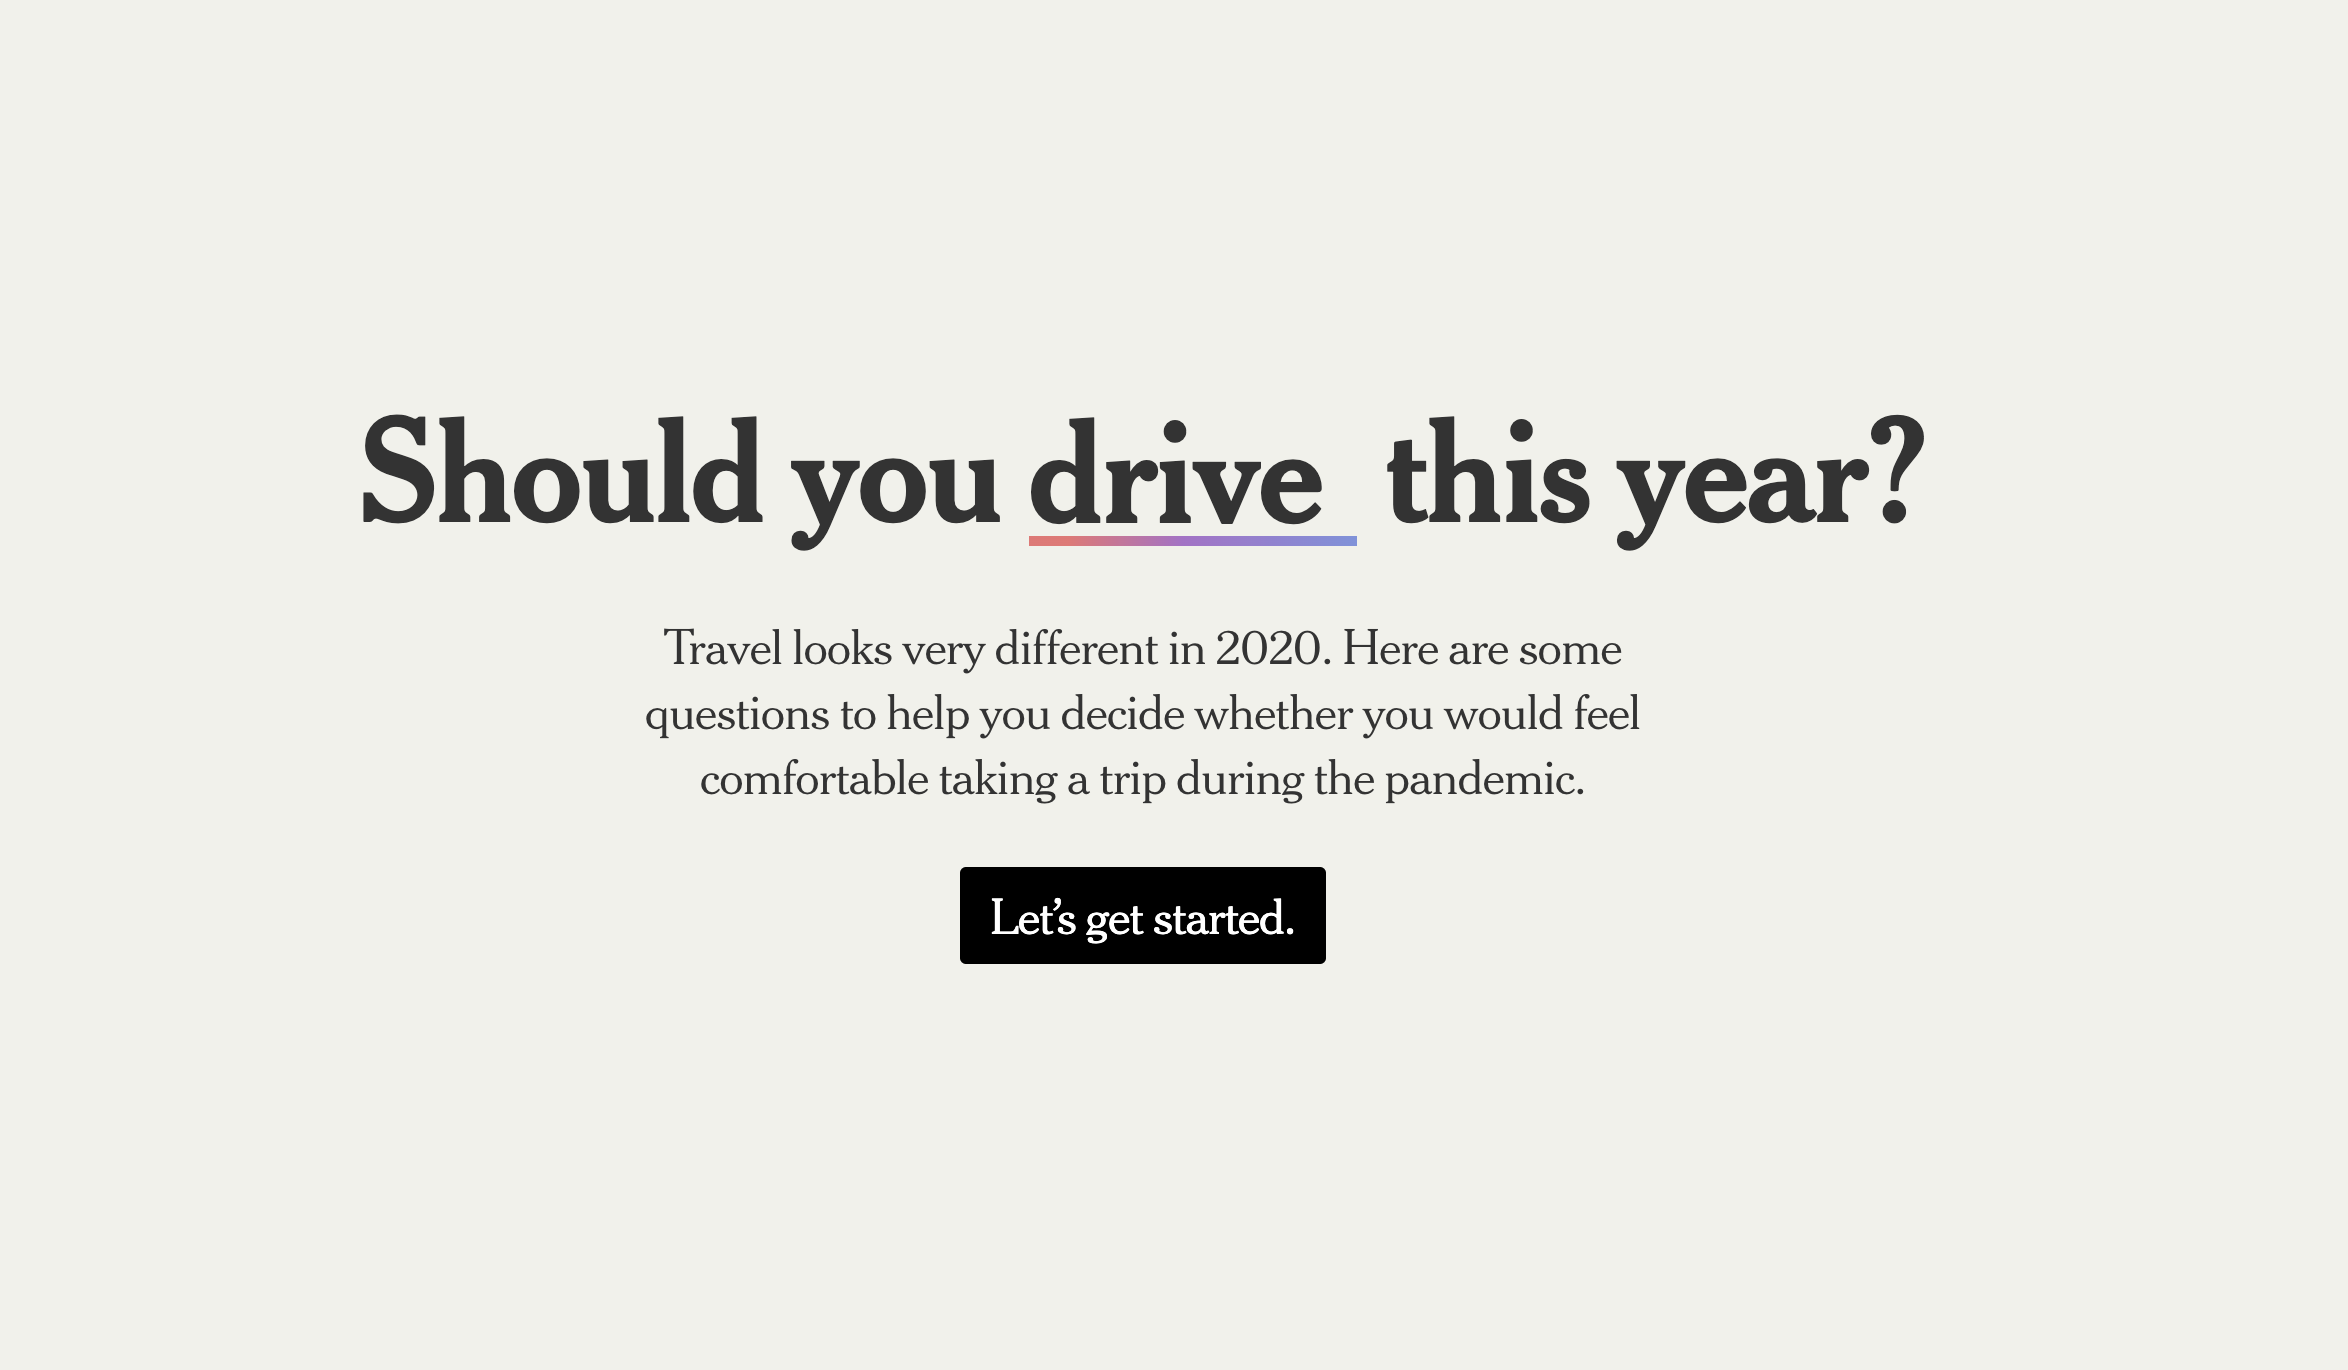 Should you drive this year?
Travel looks very different in 2020. Here are some
questions to help you decide whether you would feel
comfortable taking a trip during the pandemic.
Let’s get started.